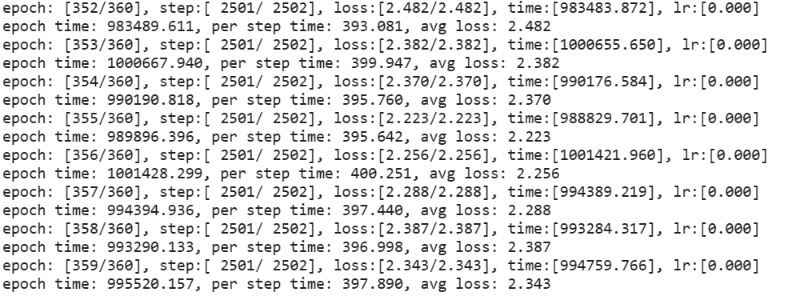 epoch: [352/360], step:[ 2501/ 2502], loss:[2.482/2.482], time:[983483.872], lr:[0.000]
epoch time: 983489.611, per step time: 393.081, avg loss: 2.482
epoch: [353/360], step:[ 2501/ 2502], loss:[2.382/2.382], time:[1000655.650], lr:[0.000]
epoch time: 1000667.940, per step time: 399.947, avg loss: 2.382
epoch: [354/360], step:[ 2501/ 2502], loss:[2.370/2.370], time:[990176.584], lr:[0.000]
epoch time: 990190.818, per step time: 395.760, avg loss: 2.370
epoch: [355/360], step:[ 2501/ 2502], loss:[2.223/2.223], time:[988829.701], lr:[0.000]
epoch time: 989896.396, per step time: 395.642, avg loss: 2.223
epoch: [356/360], step:[ 2501/ 2502], loss:[2.256/2.256], time:[1001421.960], lr:[0.000]
epoch time: 1001428.299, per step time: 400.251, avg loss: 2.256
epoch: [357/360], step:[ 2501/ 2502], loss:[2.288/2.288], time:[994389.219], lr:[0.000]
epoch time: 994394.936, per step time: 397.440, avg loss: 2.288
epoch: [358/360], step:[ 2501/ 2502], loss:[2.387/2.387], time:[993284.317], lr:[0.000]
epoch time: 993290.133, per step time: 396.998, avg loss: 2.387
epoch: [359/360], step:[ 2501/ 2502], loss:[2.343/2.343], time:[994759.766], lr:[0.000]
epoch time: 995520.157, per step time: 397.890, avg loss: 2.343